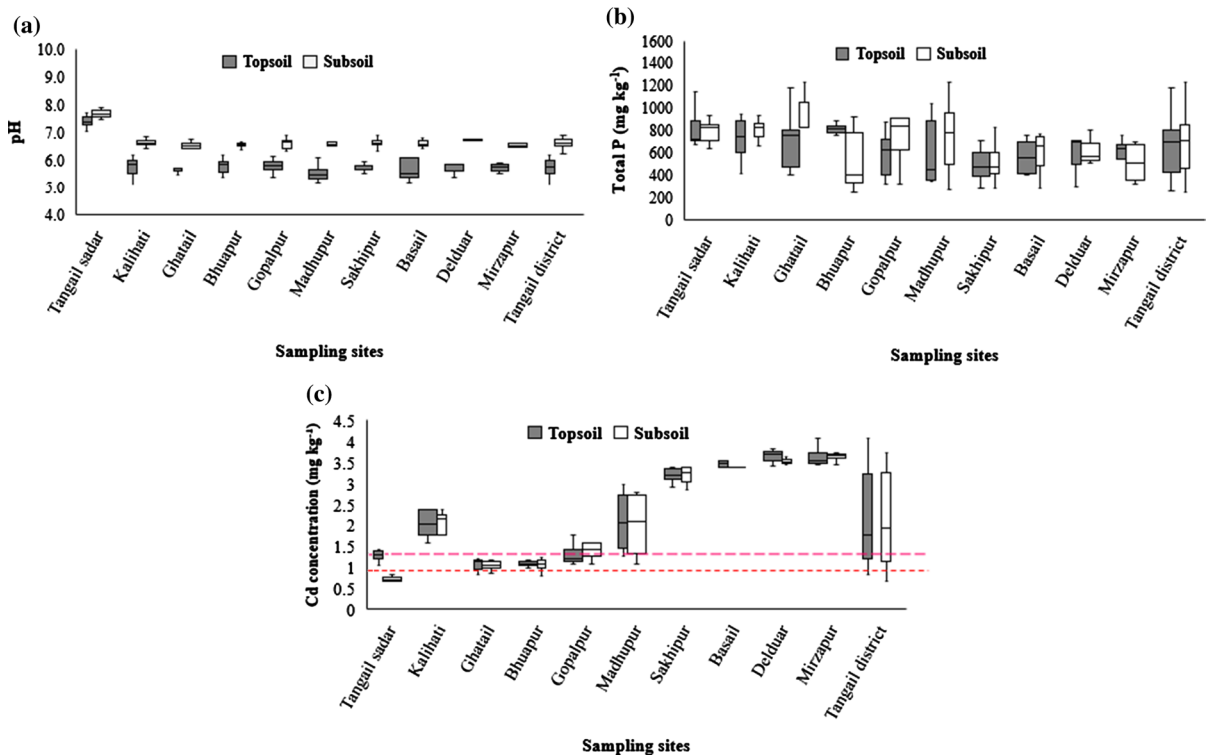 (a)
10.0
9.0
8.0
7.0
6.0
5.0
4.0
pH
Topsoil Subsoil
Tangail sadar
Kalihati
Ghatail
Bhuapur
Gopalpur
Madhupur
Sakhipur
Basail
Delduar
Mirzapur
Tangail district
Sampling sites
(b)
1600
1400
1200
1000
800
600
400
200
0
Total P (mg kg⁻¹)
Topsoil Subsoil
Tangail sadar
Kalihati
Ghatail
Bhuapur
Gopalpur
Madhupur
Sakhipur
Basail
Delduar
Mirzapur
Tangail district
Sampling sites
(c)
4.5
4
3.5
3
2.5
2
1.5
1
0.5
0
Cd concentration (mg kg⁻¹)
Topsoil Subsoil
Tangail sadar
Kalihati
Ghatail
Bhuapur
Gopalpur
Madhupur
Sakhipur
Basail
Delduar
Mirzapur
Tangail district
Sampling sites